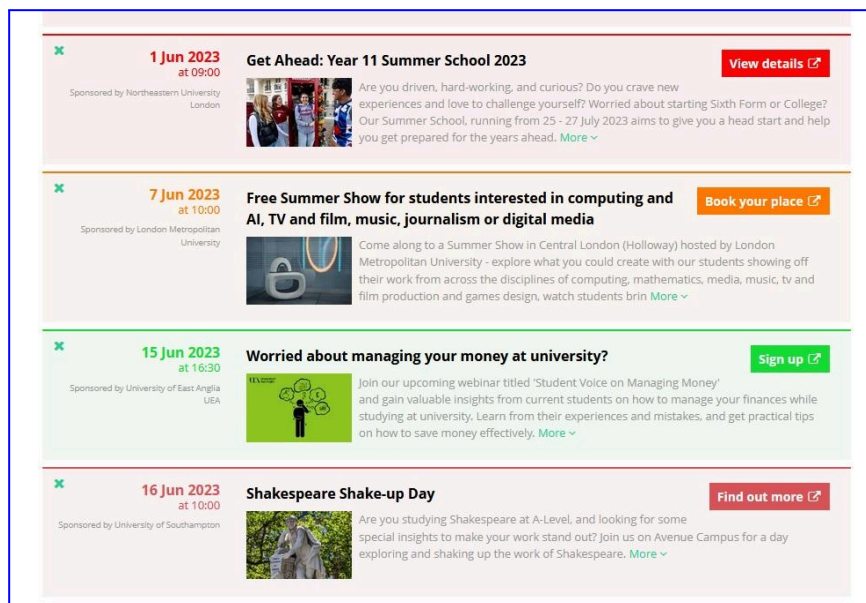 1 Jun 2023
at 09:00
Sponsored by Northeastern University
London
Get Ahead: Year 11 Summer School 2023
View details
Are you driven, hard-working, and curious? Do you crave new
experiences and love to challenge yourself? Worried about starting Sixth Form or College?
Our Summer School, running from 25 - 27 July 2023 aims to give you a head start and help
you get prepared for the years ahead. More
7 Jun 2023
at 10:00
Sponsored by London Metropolitan
University
Free Summer Show for students interested in computing and
AI, TV and film, music, journalism or digital media
Book your place
Come along to a Summer Show in Central London (Holloway) hosted by London
Metropolitan University - explore what you could create with our students showing off
their work from across the disciplines of computing, mathematics, media, music, tv and
film production and games design, watch students brin More
15 Jun 2023
at 16:30
Sponsored by University of East Anglia
UEA
Worried about managing your money at university?
Sign up
UEA
Join our upcoming webinar titled 'Student Voice on Managing Money'
and gain valuable insights from current students on how to manage your finances while
studying at university. Learn from their experiences and mistakes, and get practical tips
on how to save money effectively. More
16 Jun 2023
at 10:00
Sponsored by University of Southampton
Shakespeare Shake-up Day
Find out more
Are you studying Shakespeare at A-Level, and looking for some
special insights to make your work stand out? Join us on Avenue Campus for a day
exploring and shaking up the work of Shakespeare. More